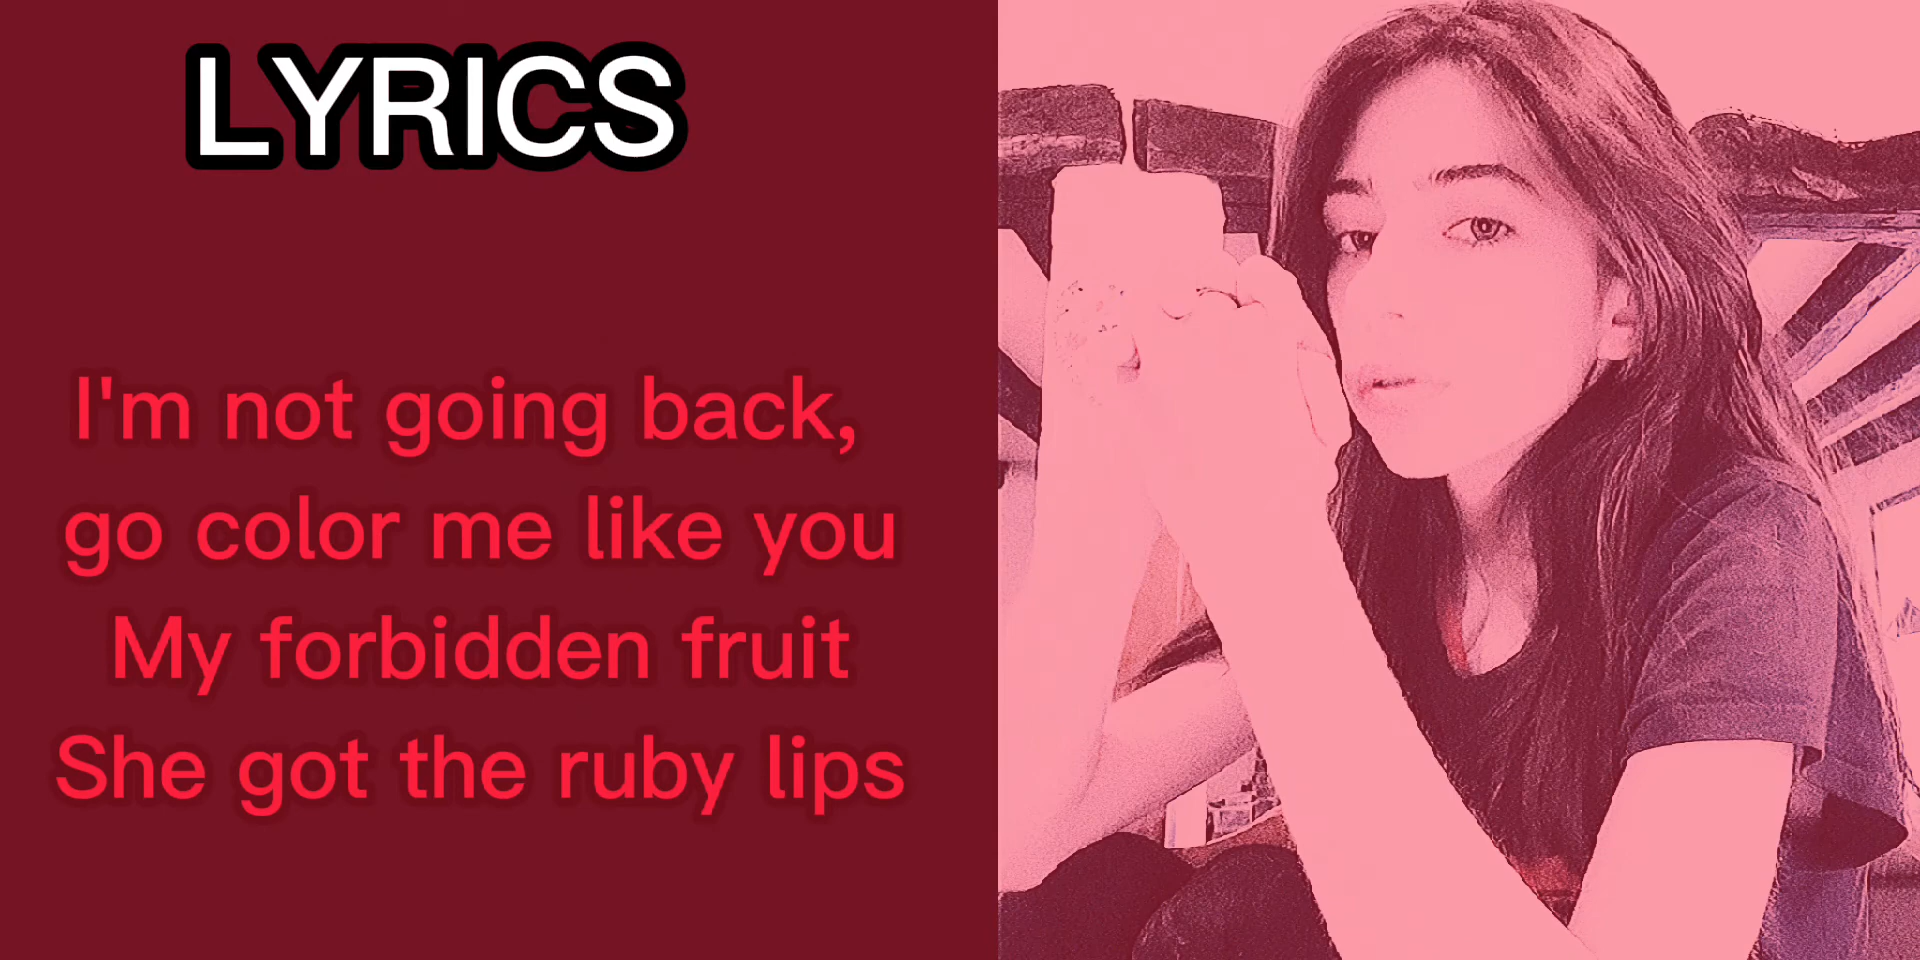 LYRICS
I'm not going back,
go color me like you
My forbidden fruit
She got the ruby lips